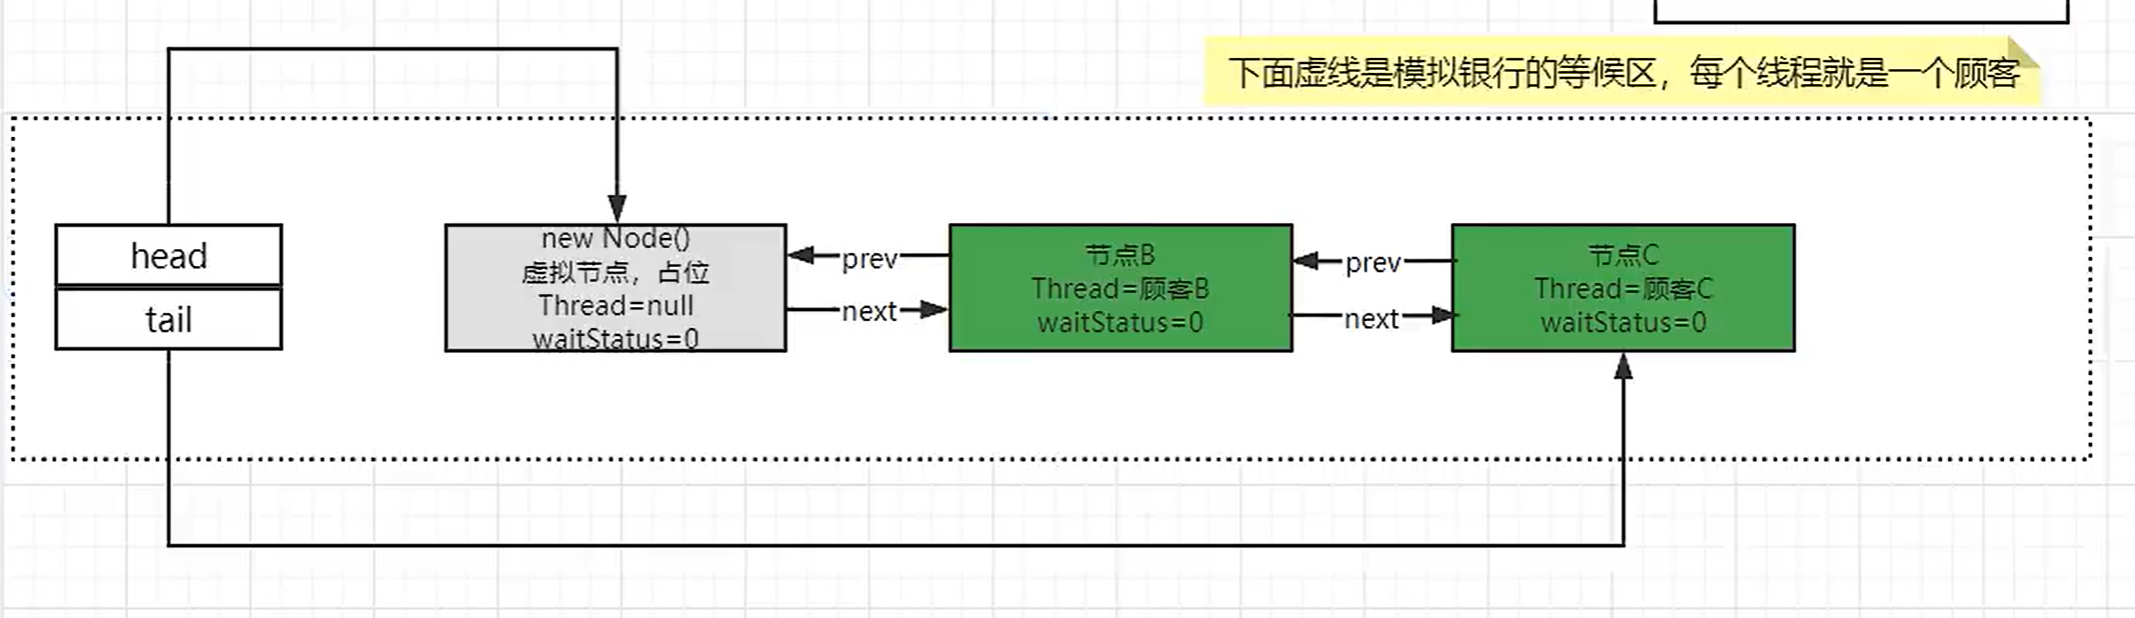 下面虚线是模拟银行的等候区，每个线程就是一个顾客
head
tail
new Node()
虚拟节点，占位
Thread=null
waitStatus=0
prev
next
节点B
Thread=顾客B
waitStatus=0
prev
next
节点C
Thread=顾客C
waitStatus=0